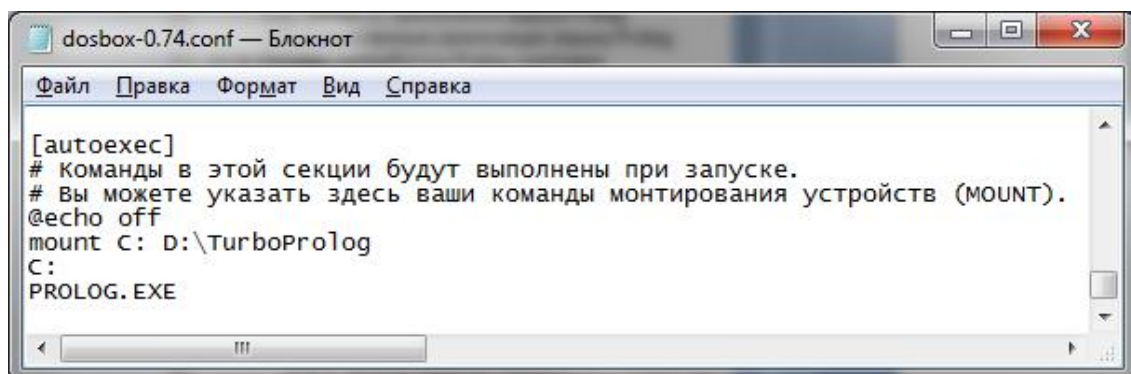 dosbox-0.74.conf — Блокнот
Файл Правка Формат Вид Справка
[autoexec]
# Команды в этой секции будут выполнены при запуске.
# Вы можете указать здесь ваши команды монтирования устройств (MOUNT).
@echo off
mount C: D:\TurboProlog
C:
PROLOG.EXE